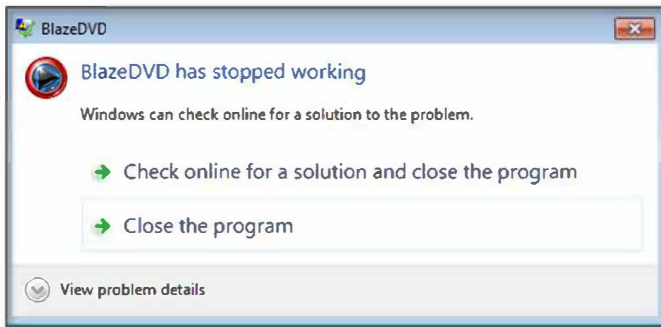 BlazeDVD
BlazeDVD has stopped working
Windows can check online for a solution to the problem.
Check online for a solution and close the program
Close the program
View problem details